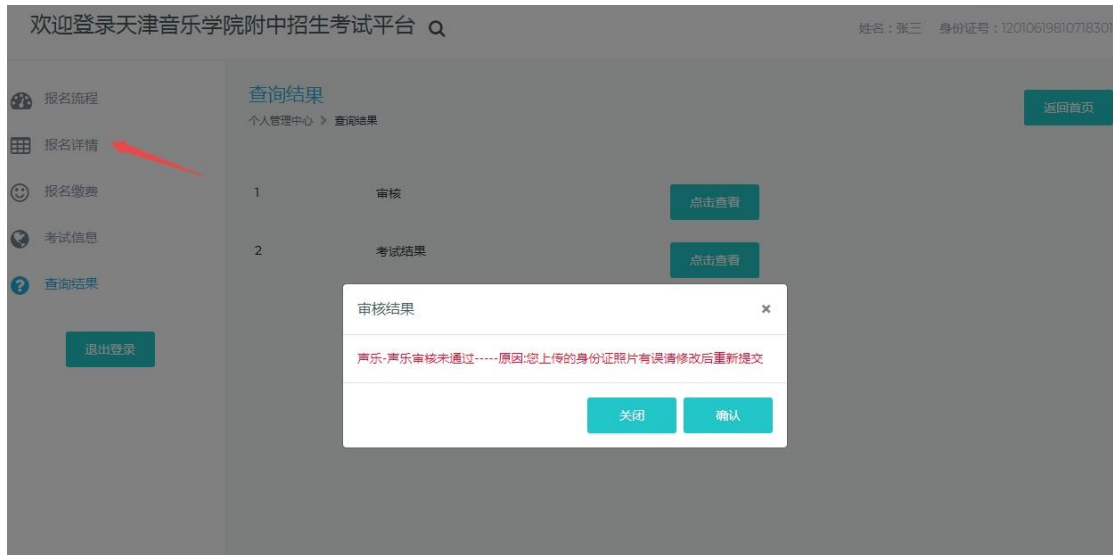 欢迎登录天津音乐学院附中招生考试平台
姓名：张三 身份证号：12010619810718301
报名流程
报名详情
报名缴费
考试信息
查询结果
退出登录
查询结果
个人管理中心 》 查询结果
返回首页
1 审核 点击查看
2 考试结果 点击查看
审核结果 ×
声乐-声乐审核未通过-----原因:您上传的身份证照片有误请修改后重新提交
关闭 确认